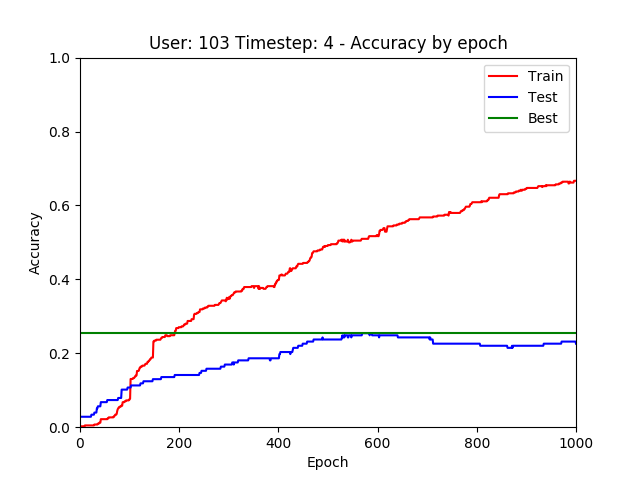 User: 103 Timestep: 4 - Accuracy by epoch
1.0
0.8
0.6
0.4
0.2
0.0
Accuracy
Train
Test
Best
0 200 400 600 800 1000
Epoch